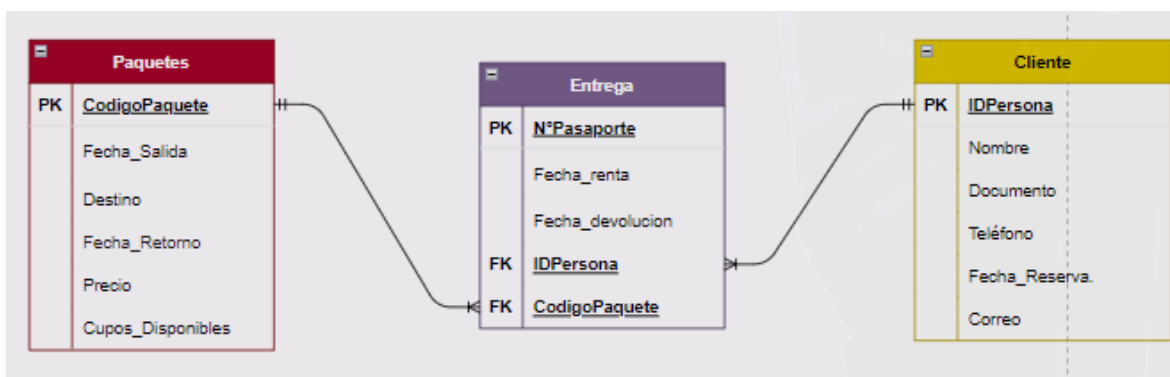 Paquetes
PK CodigoPaquete
Fecha_Salida
Destino
Fecha_Retorno
Precio
Cupos_Disponibles
Entrega
PK N°Pasaporte
Fecha_renta
Fecha_devolucion
FK IDPersona
FK CodigoPaquete
Cliente
PK IDPersona
Nombre
Documento
Teléfono
Fecha_Reserva.
Correo